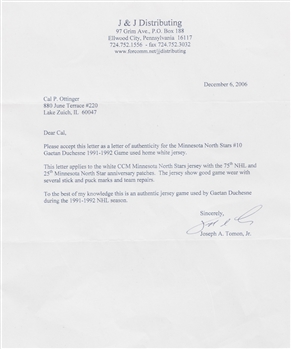 J & J Distributing
97 Grim Ave., P.O. Box 188
Ellwood City, Pennsylvania 16117
724.752.1556 - fax 724.752.3032
www.forcomm.net/jjdistributing
December 6, 2006
Cal P. Ottinger
880 June Terrace #220
Lake Zuich, IL 60047
Dear Cal,
Please accept this letter as a letter of authenticity for the Minnesota North Stars #10
Gaetan Duchesne 1991-1992 Game used home white jersey.
This letter applies to the white CCM Minnesota North Stars jersey with the 75th NHL and
25th Minnesota North Star anniversary patches. The jersey show good game wear with
several stick and puck marks and team repairs.
To the best of my knowledge this is an authentic jersey game used by Gaetan Duchesne
during the 1991-1992 NHL season.
Sincerely,
Joseph A. Tomon, Jr.